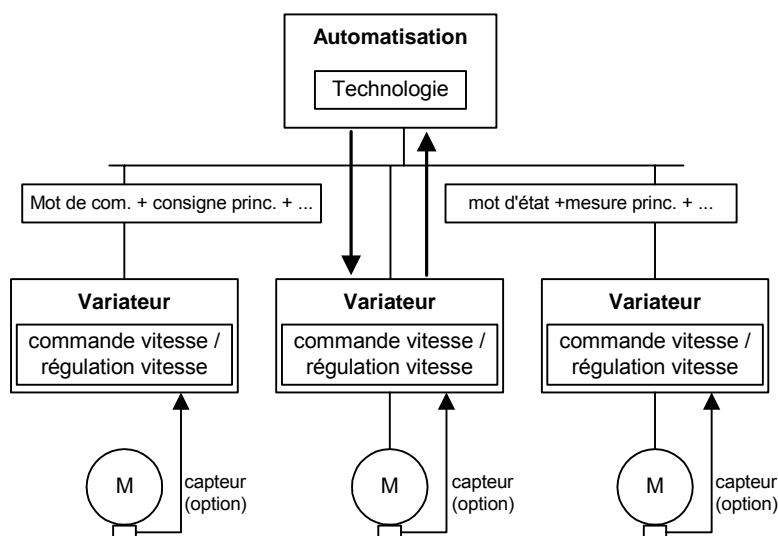 Automatisation
Technologie
Mot de com. + consigne princ. + ...
mot d'état +mesure princ. + ...
Variateur
commande vitesse /
régulation vitesse
Variateur
commande vitesse /
régulation vitesse
Variateur
commande vitesse /
régulation vitesse
M
capteur
(option)
M
capteur
(option)
M
capteur
(option)